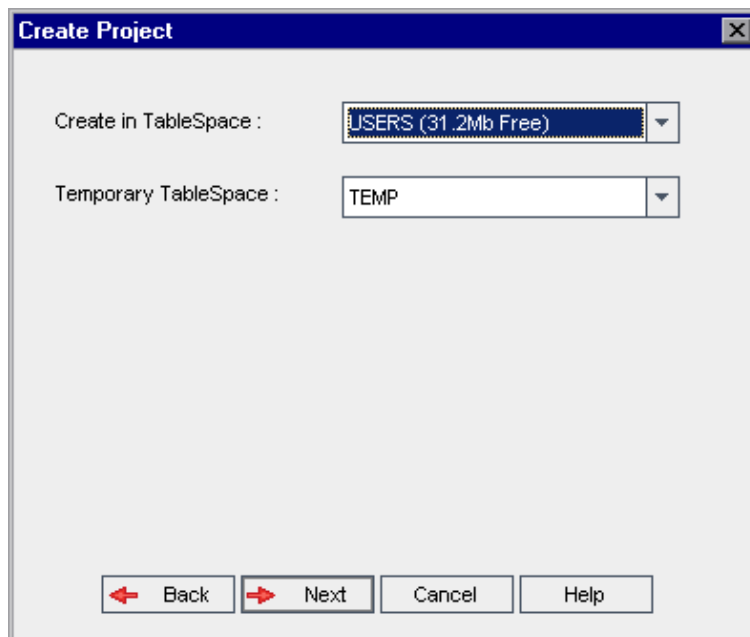 Create Project
Create in TableSpace : USERS (31.2Mb Free)
Temporary TableSpace : TEMP
Back Next Cancel Help